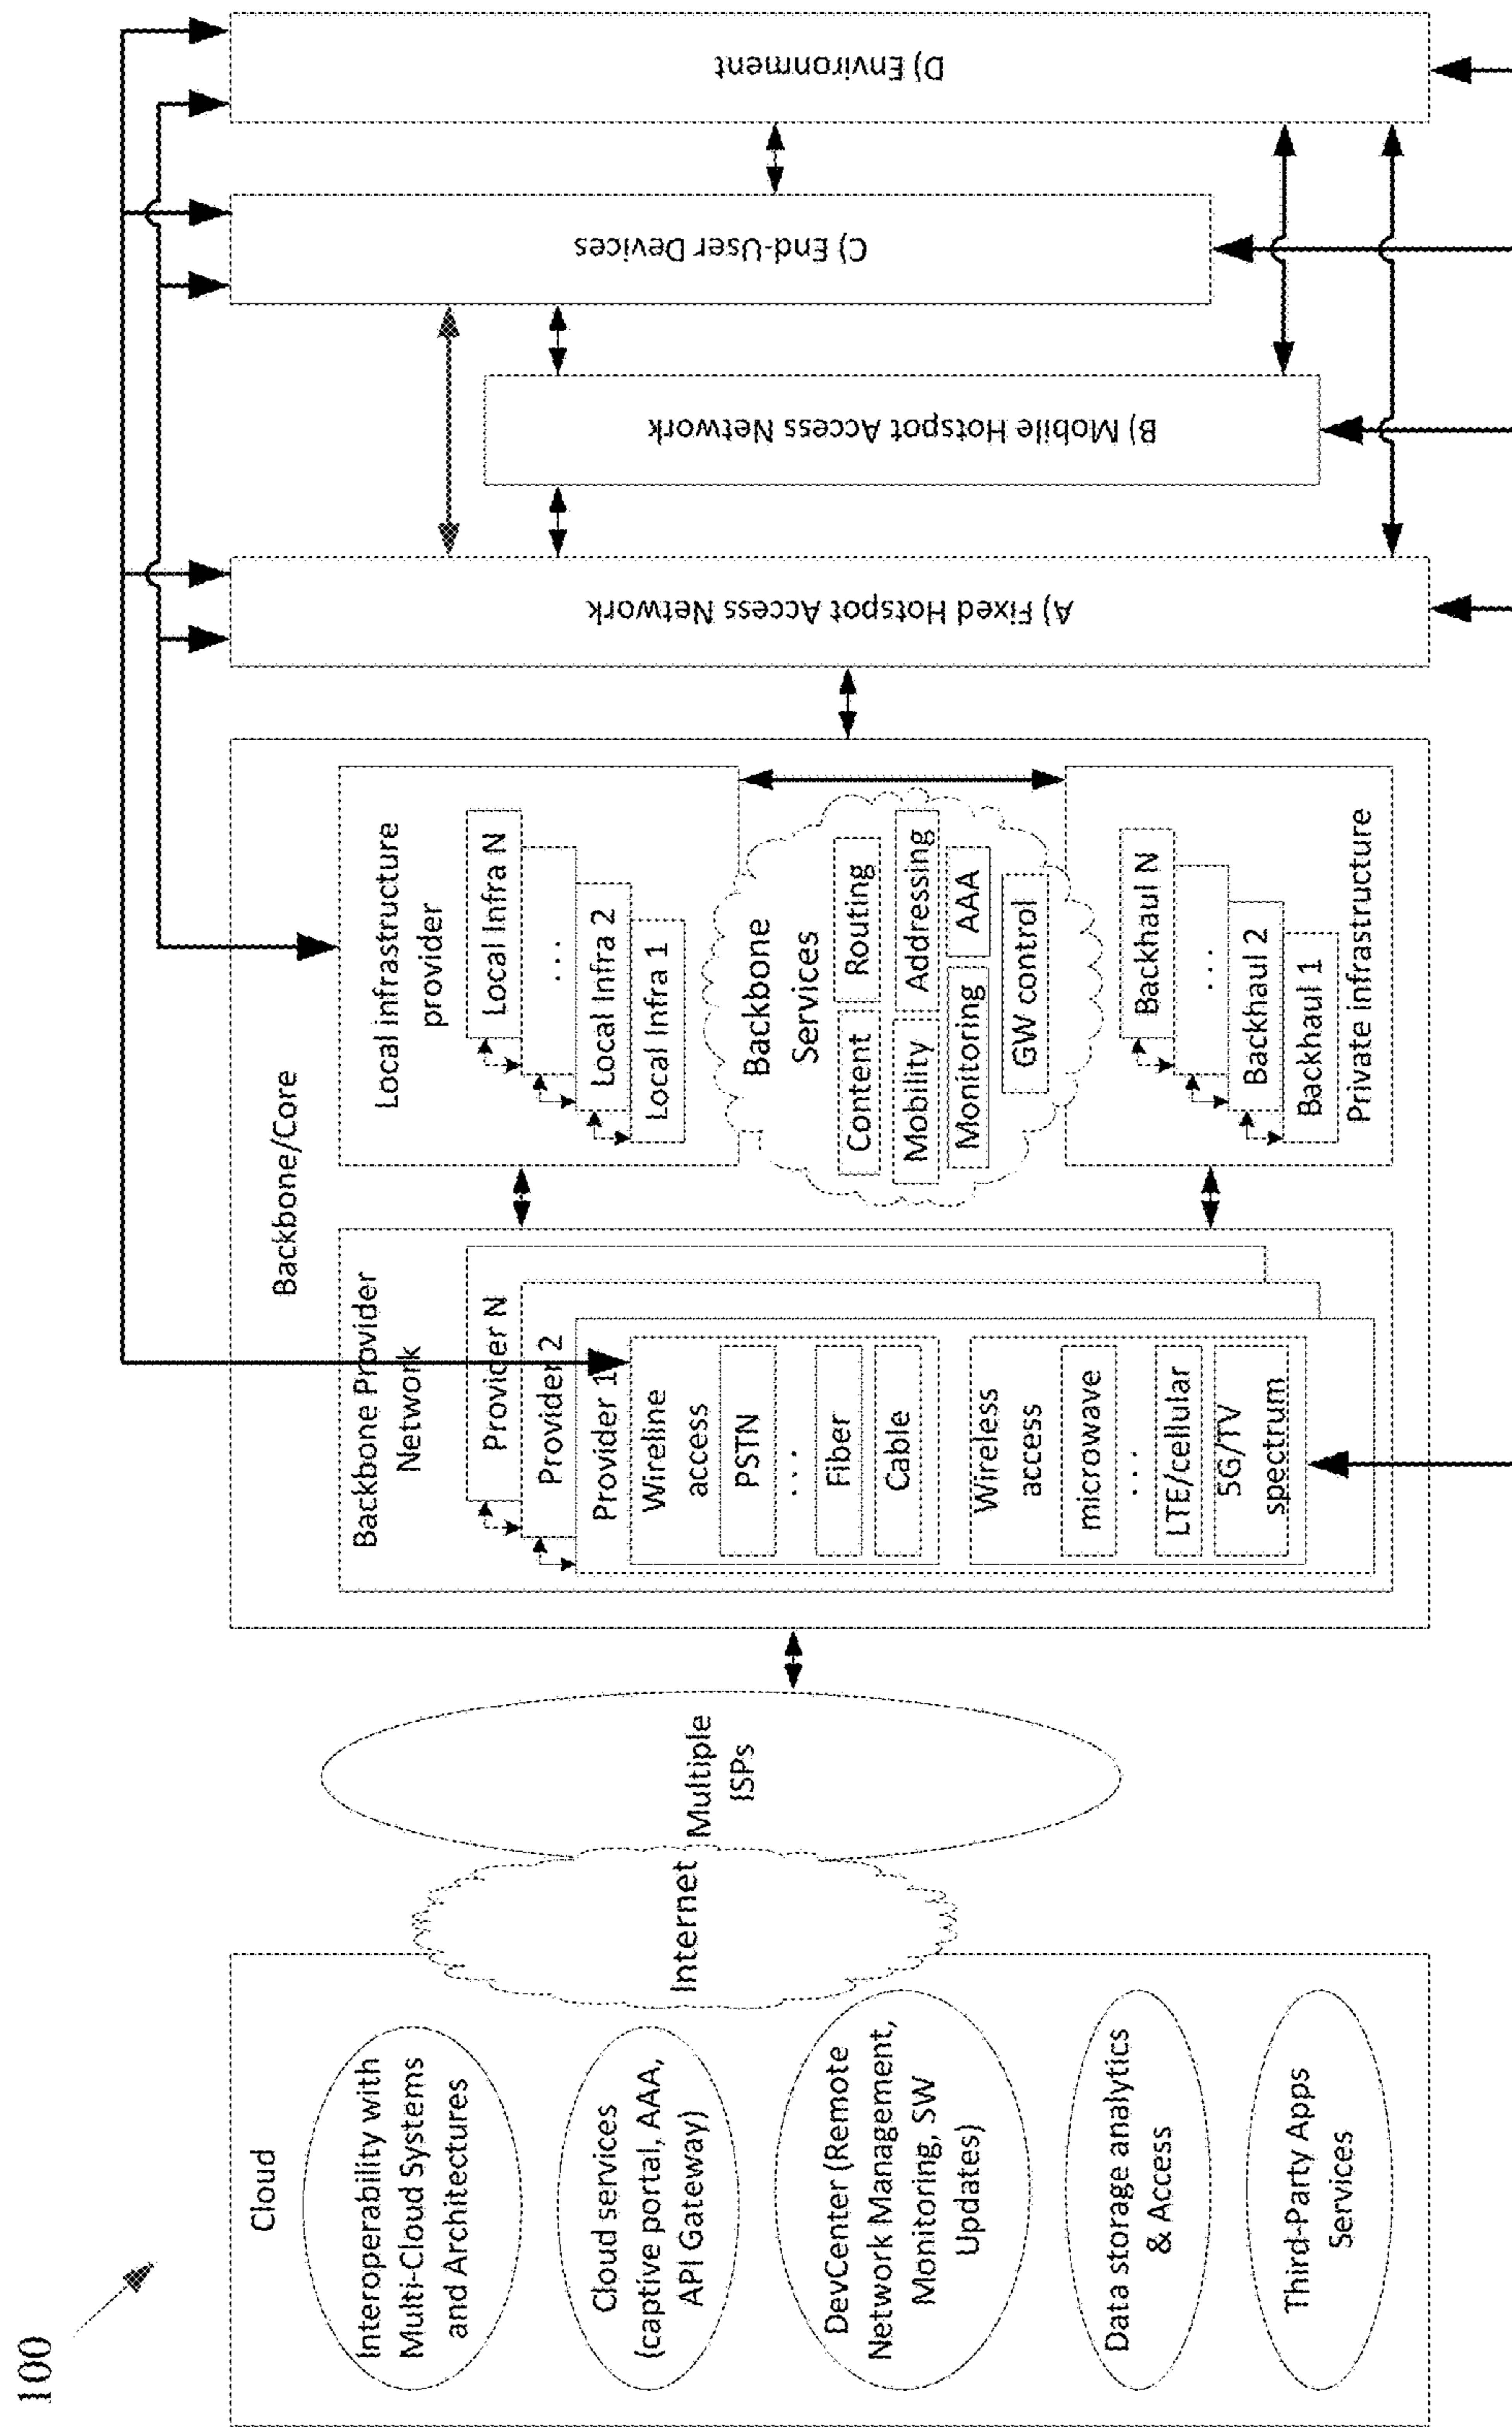 100
Cloud
Interoperability with
Multi-Cloud Systems
and Architectures
Cloud services
(captive portal, AAA,
API Gateway)
DevCenter (Remote
Network Management,
Monitoring, SW
Updates)
Data storage analytics
& Access
Third-Party Apps
Services
Internet
Multiple
ISPs
Backbone/Core
Backbone Provider
Network
Provider N
Provider 2
Provider 1
Wireline
access
PSTN
...
Fiber
Cable
Wireless
access
microwave
...
LTE/cellular
5G/TV
spectrum
Local infrastructure
provider
Local Infra N
...
Local Infra 2
Local Infra 1
Backbone
Services
Content
Routing
Mobility
Addressing
Monitoring
AAA
GW control
Backhaul N
...
Backhaul 2
Backhaul 1
Private infrastructure
A) Fixed Hotspot Access Network
B) Mobile Hotspot Access Network
C) End-User Devices
D) Environment